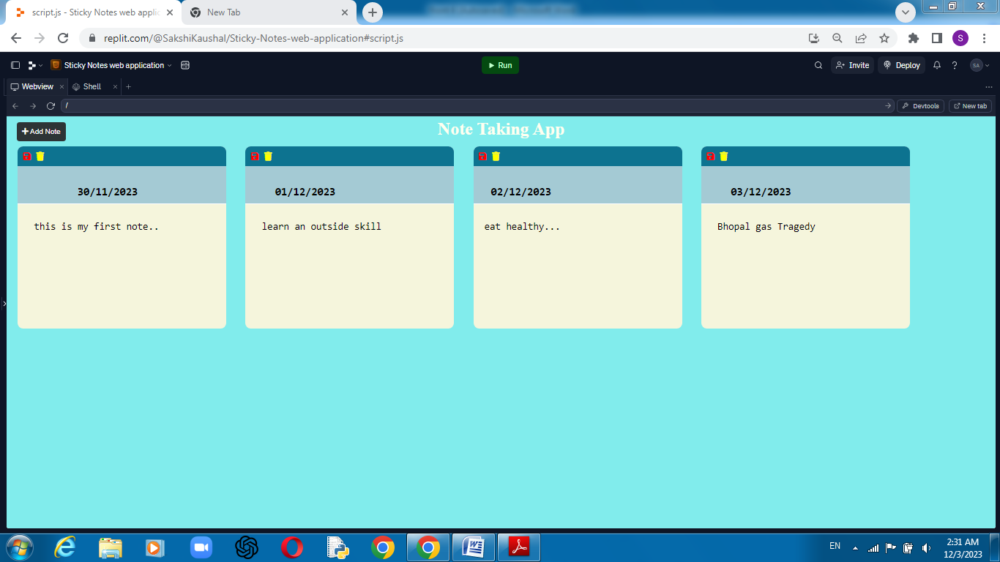 script.js - Sticky Notes web applic
New Tab
replit.com/@SakshiKaushal/Sticky-Notes-web-application#script.js
S
Sticky Notes web application
Run
Invite
Deploy
SA
Webview
Shell
/
Devtools
New tab
Add Note
Note Taking App
30/11/2023
01/12/2023
02/12/2023
03/12/2023
this is my first note..
learn an outside skill
eat healthy...
Bhopal gas Tragedy
EN
2:31 AM
12/3/2023